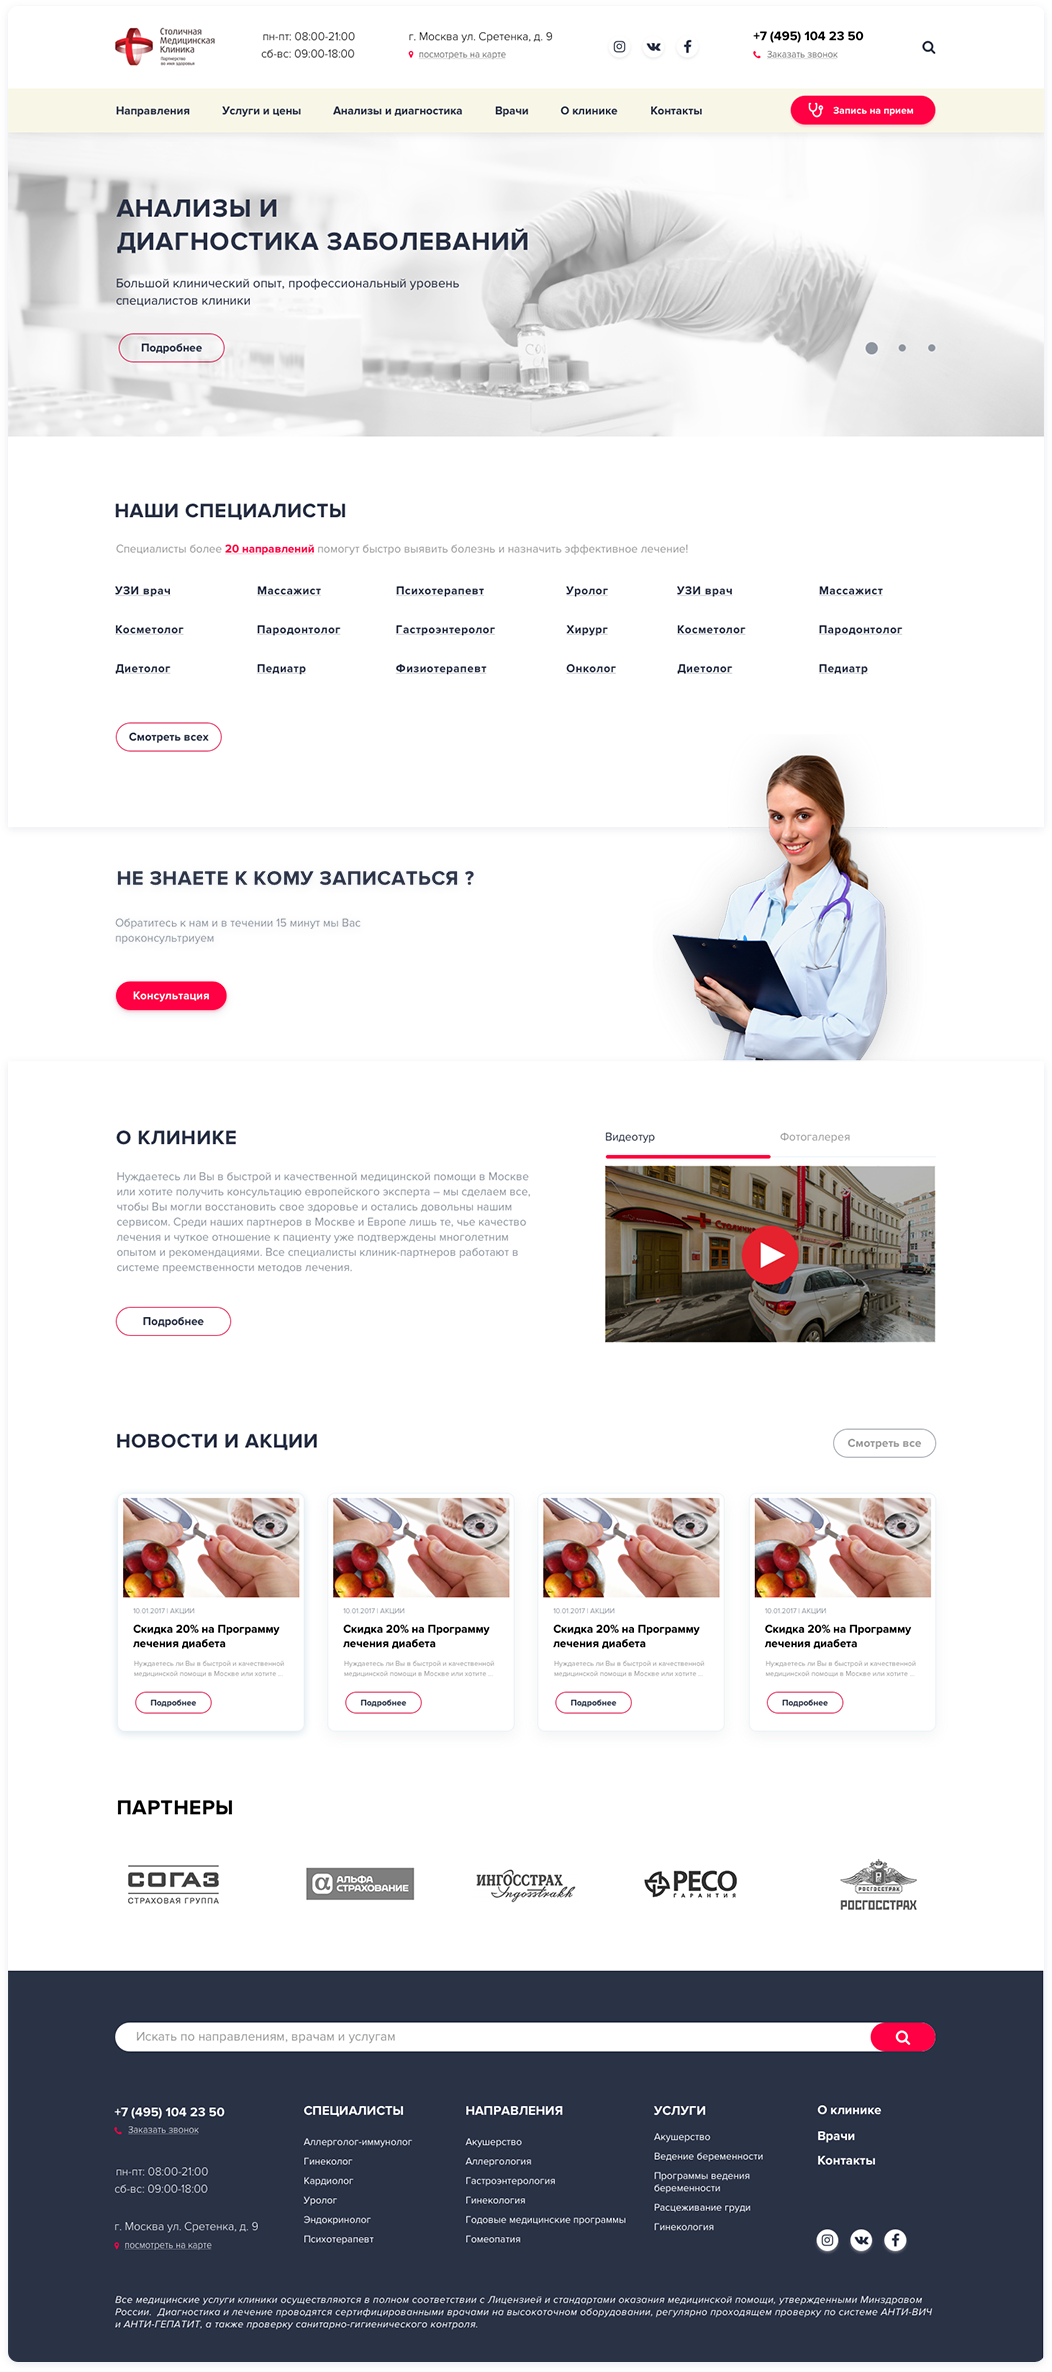 Столичная
Медицинская
Клиника
Партнерство
во имя здоровья
пн-пт: 08:00-21:00
сб-вс: 09:00-18:00
г. Москва ул. Сретенка, д. 9
посмотреть на карте
+7 (495) 104 23 50
Заказать звонок
Направления Услуги и цены Анализы и диагностика Врачи О клинике Контакты Запись на прием
АНАЛИЗЫ И
ДИАГНОСТИКА ЗАБОЛЕВАНИЙ
Большой клинический опыт, профессиональный уровень
специалистов клиники
Подробнее
НАШИ СПЕЦИАЛИСТЫ
Специалисты более 20 направлений помогут быстро выявить болезнь и назначить эффективное лечение!
УЗИ врач Массажист Психотерапевт Уролог УЗИ врач Массажист
Косметолог Пародонтолог Гастроэнтеролог Хирург Косметолог Пародонтолог
Диетолог Педиатр Физиотерапевт Онколог Диетолог Педиатр
Смотреть всех
НЕ ЗНАЕТЕ К КОМУ ЗАПИСАТЬСЯ ?
Обратитесь к нам и в течении 15 минут мы Вас
проконсультриуем
Консультация
О КЛИНИКЕ
Нуждаетесь ли Вы в быстрой и качественной медицинской помощи в Москве
или хотите получить консультацию европейского эксперта – мы сделаем все,
чтобы Вы могли восстановить свое здоровье и остались довольны нашим
сервисом. Среди наших партнеров в Москве и Европе лишь те, чье качество
лечения и чуткое отношение к пациенту уже подтверждены многолетним
опытом и рекомендациями. Все специалисты клиник-партнеров работают в
системе преемственности методов лечения.
Подробнее
Видеотур Фотогалерея
НОВОСТИ И АКЦИИ
Смотреть все
10.01.2017 | АКЦИИ
Скидка 20% на Программу
лечения диабета
Нуждаетесь ли Вы в быстрой и качественной
медицинской помощи в Москве или хотите ...
Подробнее
10.01.2017 | АКЦИИ
Скидка 20% на Программу
лечения диабета
Нуждаетесь ли Вы в быстрой и качественной
медицинской помощи в Москве или хотите ...
Подробнее
10.01.2017 | АКЦИИ
Скидка 20% на Программу
лечения диабета
Нуждаетесь ли Вы в быстрой и качественной
медицинской помощи в Москве или хотите ...
Подробнее
10.01.2017 | АКЦИИ
Скидка 20% на Программу
лечения диабета
Нуждаетесь ли Вы в быстрой и качественной
медицинской помощи в Москве или хотите ...
Подробнее
ПАРТНЕРЫ
СОГАЗ
СТРАХОВАЯ ГРУППА
АЛЬФА
СТРАХОВАНИЕ
ИНГОССТРАХ
Ingosstrakh
РЕСО
ГАРАНТИЯ
РОСГОССТРАХ
РОСГОССТРАХ
Искать по направлениям, врачам и услугам
+7 (495) 104 23 50
Заказать звонок
пн-пт: 08:00-21:00
сб-вс: 09:00-18:00
г. Москва ул. Сретенка, д. 9
посмотреть на карте
СПЕЦИАЛИСТЫ
Аллерголог-иммунолог
Гинеколог
Кардиолог
Уролог
Эндокринолог
Психотерапевт
НАПРАВЛЕНИЯ
Акушерство
Аллергология
Гастроэнтерология
Гинекология
Годовые медицинские программы
Гомеопатия
УСЛУГИ
Акушерство
Ведение беременности
Программы ведения
беременности
Расцеживание груди
Гинекология
О клинике
Врачи
Контакты
Все медицинские услуги клиники осуществляются в полном соответствии с Лицензией и стандартами оказания медицинской помощи, утвержденными Минздравом
России. Диагностика и лечение проводятся сертифицированными врачами на высокоточном оборудовании, регулярно проходящем проверку по системе АНТИ-ВИЧ
и АНТИ-ГЕПАТИТ, а также проверку санитарно-гигиенического контроля.